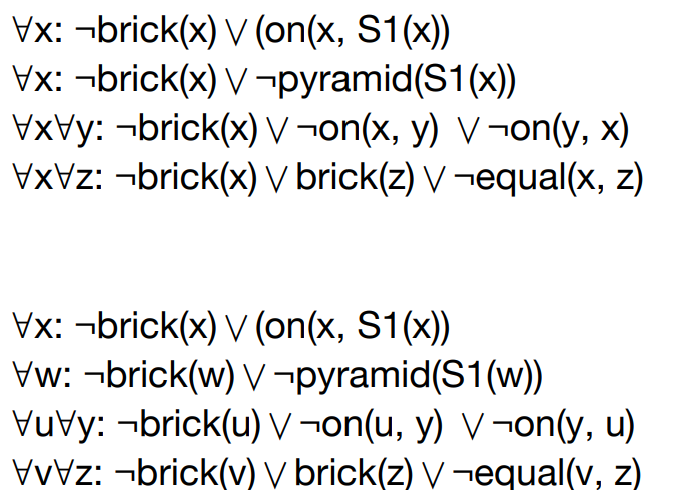 ∀x: ¬brick(x) ∨ (on(x, S1(x))
∀x: ¬brick(x) ∨ ¬pyramid(S1(x))
∀x∀y: ¬brick(x) ∨ ¬on(x, y) ∨ ¬on(y, x)
∀x∀z: ¬brick(x) ∨ brick(z) ∨ ¬equal(x, z)
∀x: ¬brick(x) ∨ (on(x, S1(x))
∀w: ¬brick(w) ∨ ¬pyramid(S1(w))
∀u∀y: ¬brick(u) ∨ ¬on(u, y) ∨ ¬on(y, u)
∀v∀z: ¬brick(v) ∨ brick(z) ∨ ¬equal(v, z)